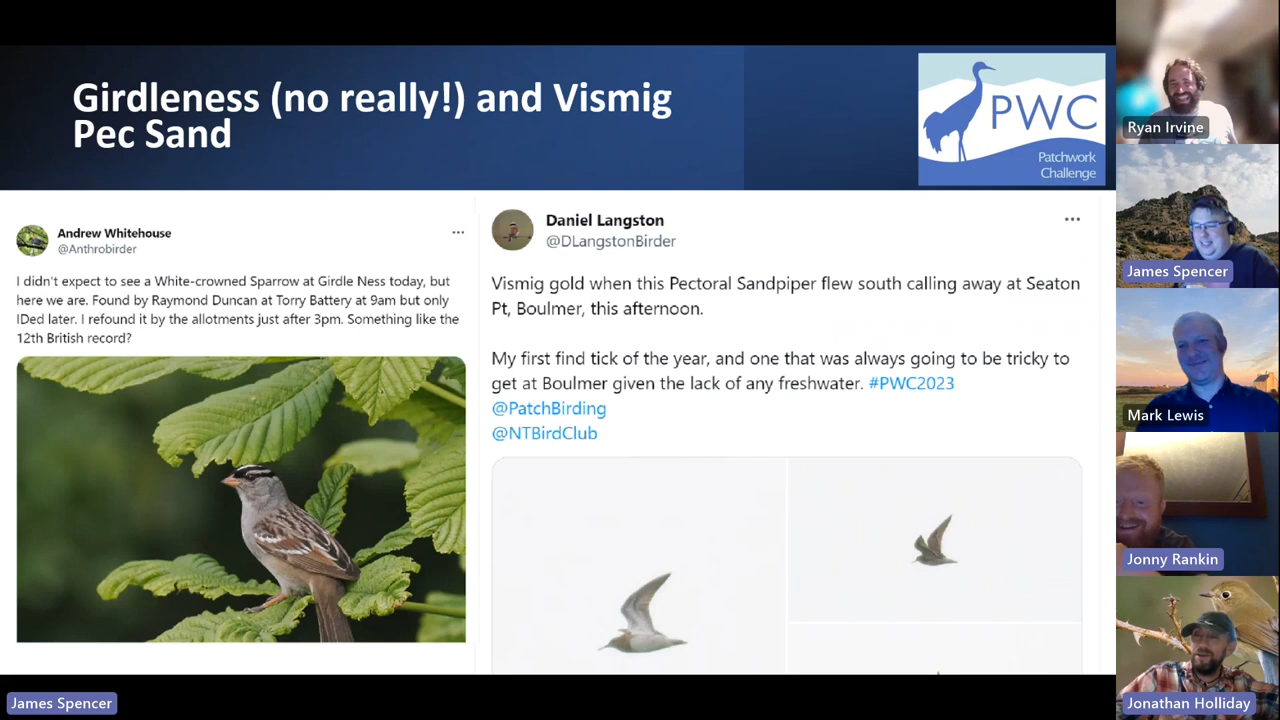 Girdleness (no really!) and Vismig
Pec Sand
PWC
Patchwork
Challenge
Andrew Whitehouse
@Anthrobirder
I didn't expect to see a White-crowned Sparrow at Girdle Ness today, but
here we are. Found by Raymond Duncan at Torry Battery at 9am but only
IDed later. I refound it by the allotments just after 3pm. Something like the
12th British record?
Daniel Langston
@DLangstonBirder
Vismig gold when this Pectoral Sandpiper flew south calling away at Seaton
Pt, Boulmer, this afternoon.
My first find tick of the year, and one that was always going to be tricky to
get at Boulmer given the lack of any freshwater. #PWC2023
@PatchBirding
@NTBirdClub
Ryan Irvine
James Spencer
Mark Lewis
Jonny Rankin
Jonathan Holliday
James Spencer